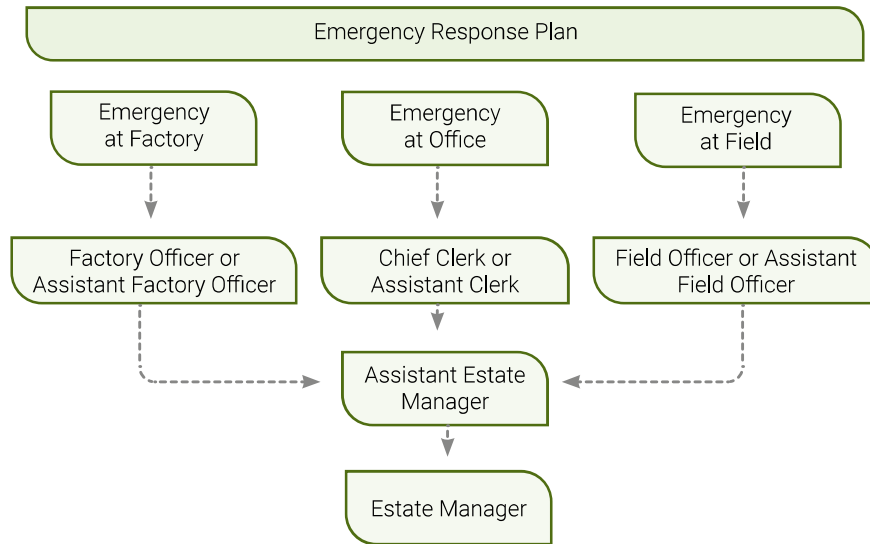 Emergency Response Plan
Emergency
at Factory
Emergency
at Office
Emergency
at Field
Factory Officer or
Assistant Factory Officer
Chief Clerk or
Assistant Clerk
Field Officer or Assistant
Field Officer
Assistant Estate
Manager
Estate Manager